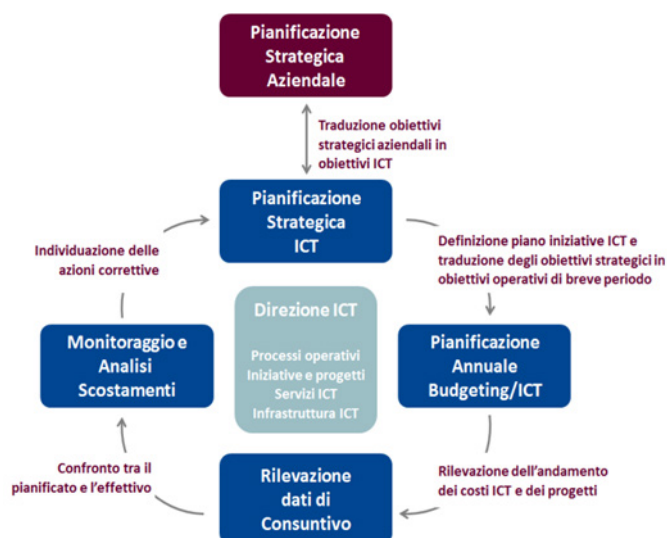 Pianificazione
Strategica
Aziendale
Traduzione obiettivi
strategici aziendali in
obiettivi ICT
Pianificazione
Strategica
ICT
Individuazione delle
azioni correttive
Definizione piano iniziative ICT e
traduzione degli obiettivi strategici in
obiettivi operativi di breve periodo
Direzione ICT
Processi operativi
Iniziative e progetti
Servizi ICT
Infrastruttura ICT
Monitoraggio e
Analisi
Scostamenti
Pianificazione
Annuale
Budgeting/ICT
Confronto tra il
pianificato e l'effettivo
Rilevazione
dati di
Consuntivo
Rilevazione dell'andamento
dei costi ICT e dei progetti